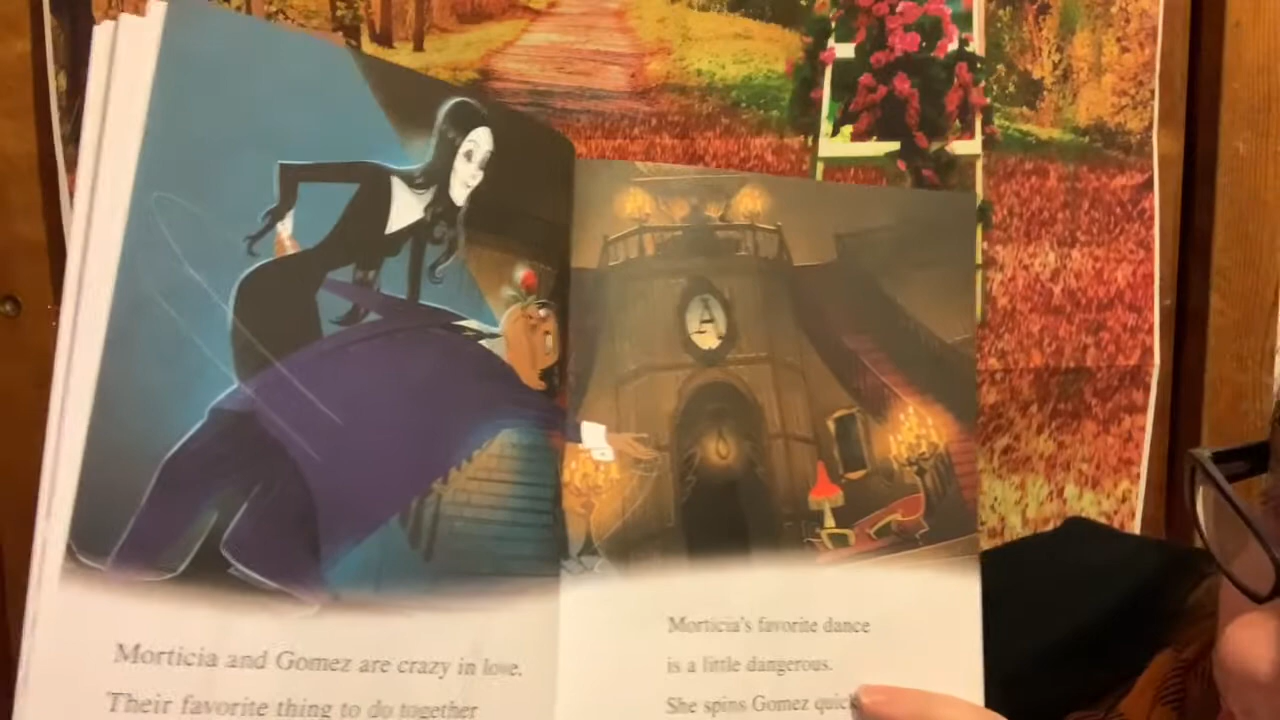 A
Morticia and Gomez are crazy in love.
Their favorite thing to do together
Morticia's favorite dance
is a little dangerous.
She spins Gomez